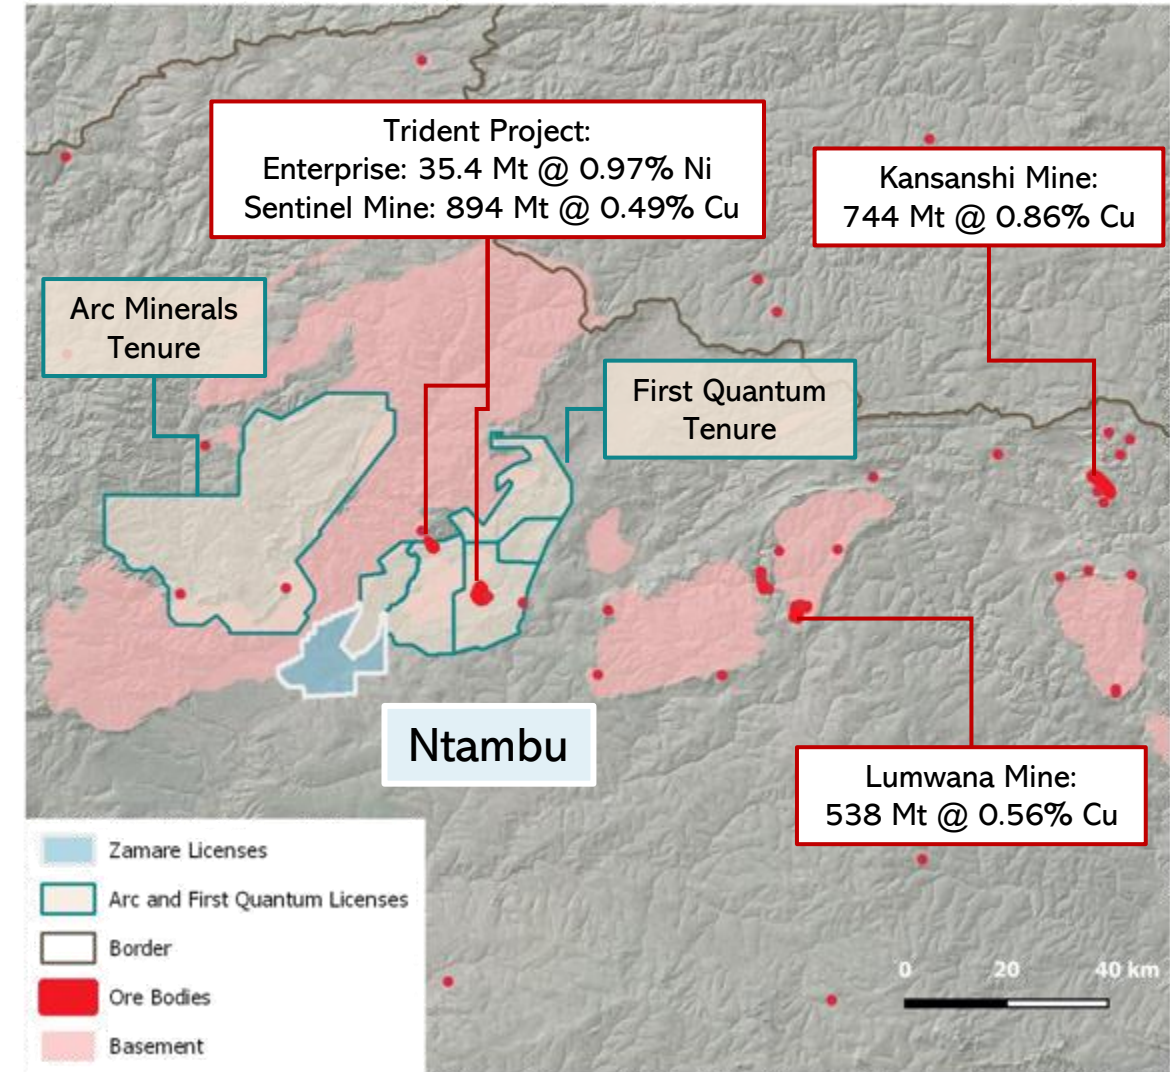 Trident Project:
Enterprise: 35.4 Mt @ 0.97% Ni
Sentinel Mine: 894 Mt @ 0.49% Cu
Kansanshi Mine:
744 Mt @ 0.86% Cu
Arc Minerals
Tenure
First Quantum
Tenure
Ntambu
Lumwana Mine:
538 Mt @ 0.56% Cu
Zamare Licenses
Arc and First Quantum Licenses
Border
Ore Bodies
Basement
0 20 40 km